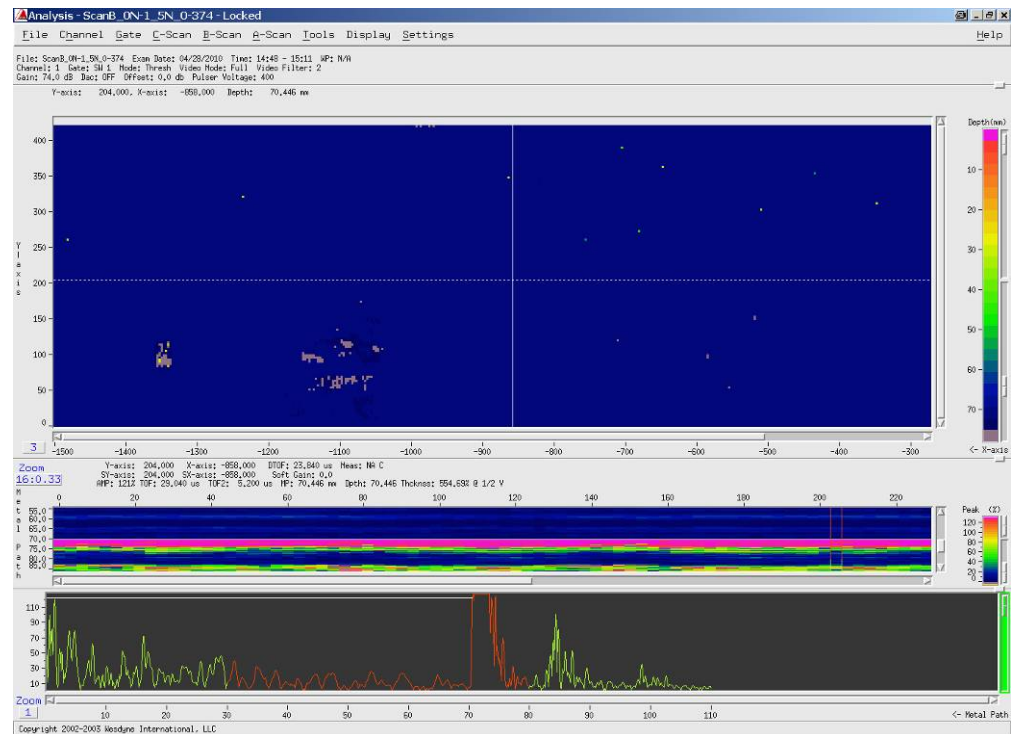 Analysis - ScanB_0N-1_5N_0-374 - Locked
File Channel Gate C-Scan B-Scan A-Scan Tools Display Settings Help
File: ScanB_0N-1_5N_0-374 Exam Date: 04/28/2010 Time: 14:48 - 15:11 WP: N/A
Channel: 1 Gate: SW 1 Mode: Thresh Video Mode: Full Video Filter: 2
Gain: 74.0 dB Dac: OFF Offset: 0.0 db Pulser Voltage: 400
Y-axis: 204.000, X-axis: -858.000 Depth: 70.446 mm
Depth(mm)
400
350
300
250
200
150
100
50
0
Y-axis
10
20
30
40
50
60
70
3
-1500 -1400 -1300 -1200 -1100 -1000 -900 -800 -700 -600 -500 -400 -300
<- X-axis
Zoom
16:0.33
Y-axis: 204.000 X-axis: -858.000 DTOF: 23.840 us Meas: NA C
SY-axis: 204.000 SX-axis: -858.000 Soft Gain: 0.0
AMP: 121% TOF: 29.040 us TOF2: 5.200 us MP: 70.446 mm Dpth: 70.446 Thcknss: 554.69% @ 1/2 V
0 20 40 60 80 100 120 140 160 180 200 220
Metal Path
55.0
60.0
65.0
70.0
75.0
80.0
85.0
Peak (%)
120
100
80
60
40
20
0
110
90
70
50
30
10
A
Zoom
1
10 20 30 40 50 60 70 80 90 100 110
<- Metal Path
Copyright 2002-2003 Wesdyne International, LLC